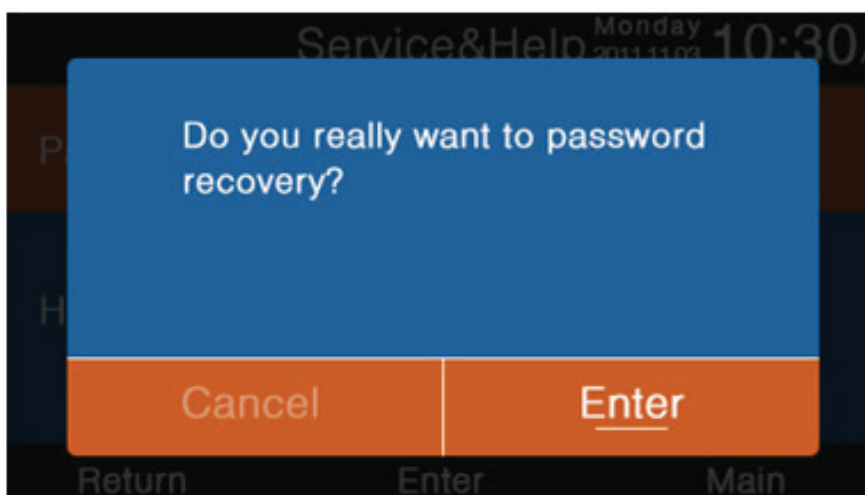 Service&Help
Monday
2011.11.03
10:30
Do you really want to password
recovery?
Cancel
Enter
Return
Enter
Main